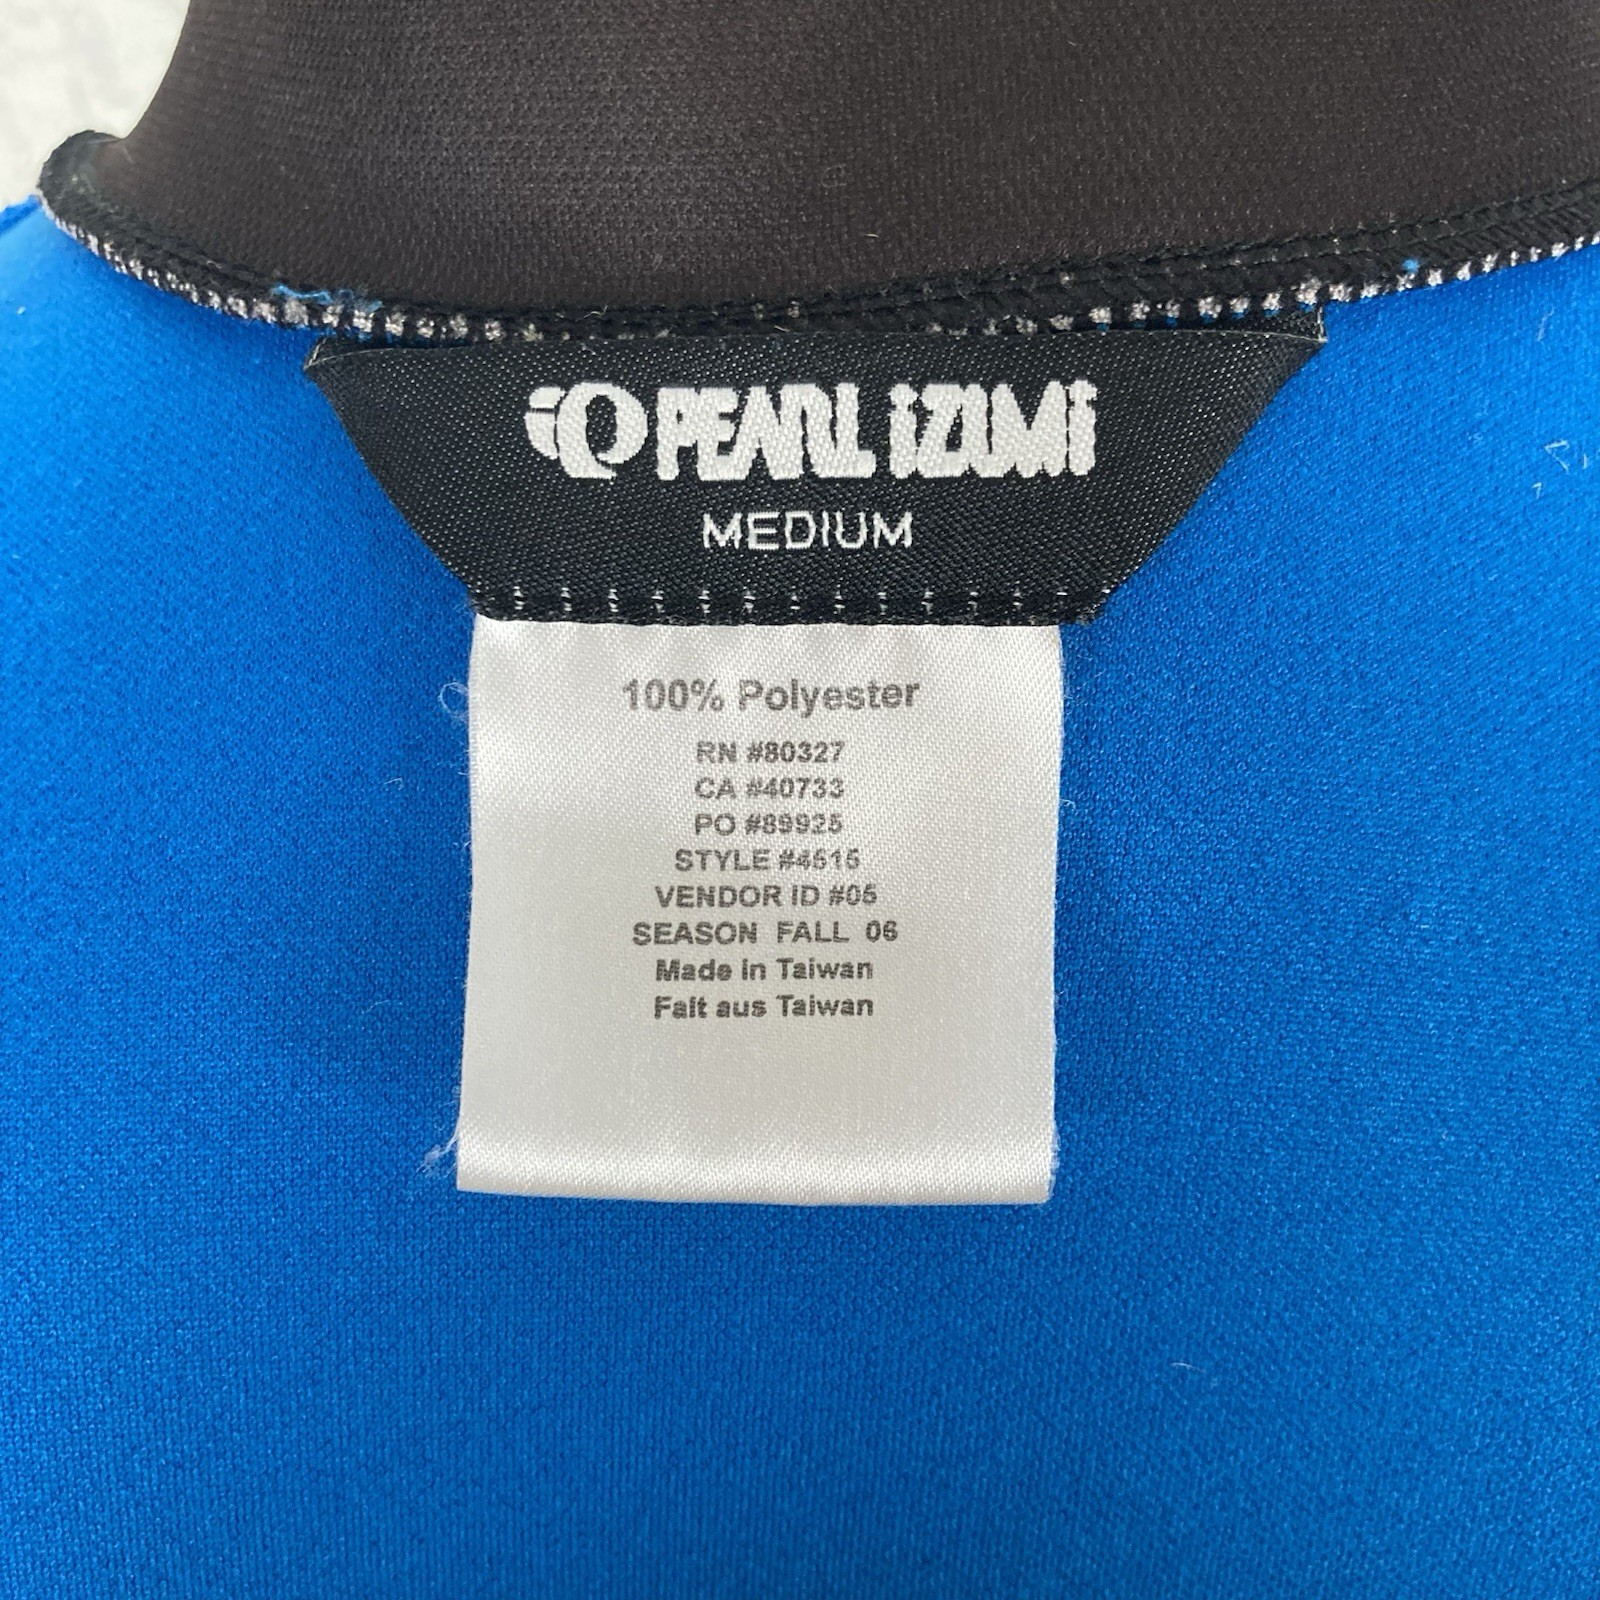 PEARL iZUMi
MEDIUM
100% Polyester
RN #80327
CA #40733
PO #89925
STYLE #4515
VENDOR ID #05
SEASON FALL 06
Made in Taiwan
Fait aus Taiwan